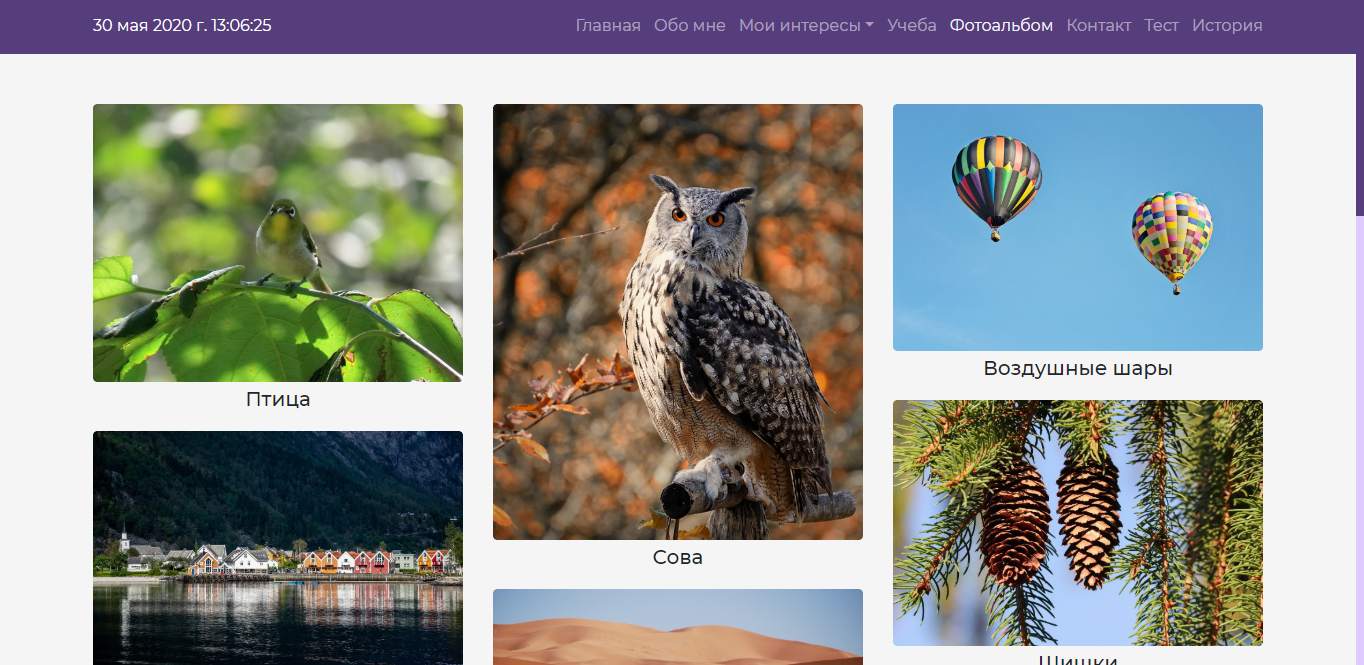 30 мая 2020 г. 13:06:25
Главная Обо мне Мои интересы Учеба Фотоальбом Контакт Тест История
Птица
Сова
Воздушные шары
Шишки